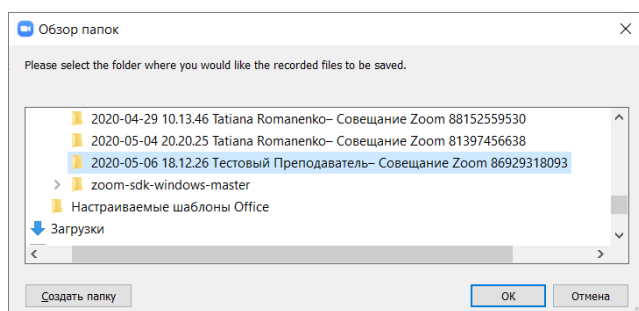 Обзор папок
Please select the folder where you would like the recorded files to be saved.
2020-04-29 10.13.46 Tatiana Romanenko– Совещание Zoom 88152559530
2020-05-04 20.20.25 Tatiana Romanenko– Совещание Zoom 81397456638
2020-05-06 18.12.26 Тестовый Преподаватель– Совещание Zoom 86929318093
zoom-sdk-windows-master
Настраиваемые шаблоны Office
Загрузки
Создать папку
ОК
Отмена